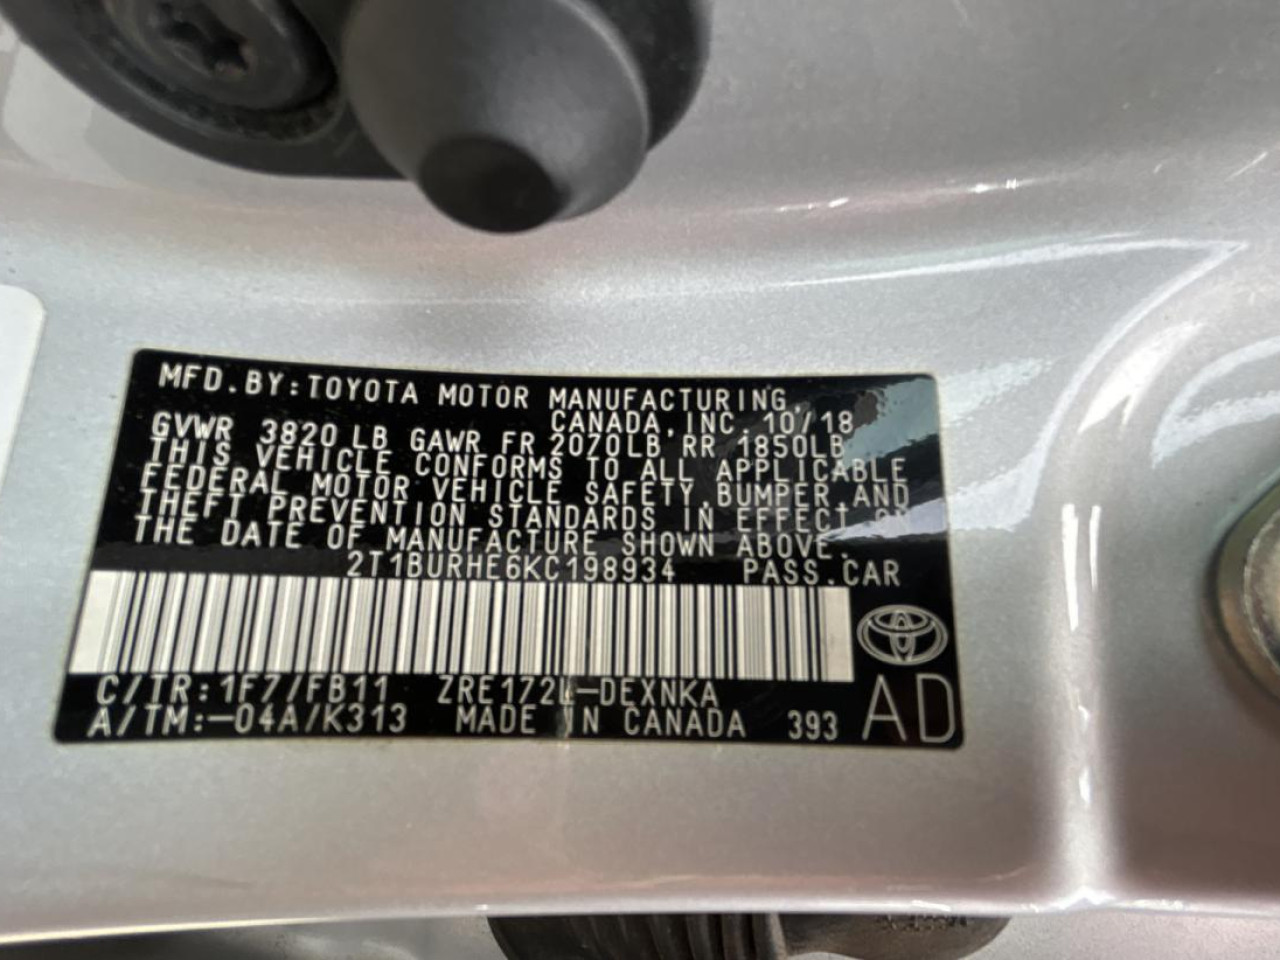 MFD.BY:TOYOTA MOTOR MANUFACTURING,
CANADA,INC. 10/18
GVWR 3820 LB GAWR FR 2070LB RR 1850LB
THIS VEHICLE CONFORMS TO ALL APPLICABLE
FEDERAL MOTOR VEHICLE SAFETY, BUMPER, AND
THEFT PREVENTION STANDARDS IN EFFECT ON
THE DATE OF MANUFACTURE SHOWN ABOVE.
2T1BURHE6KC198934 PASS.CAR
C/TR:1F7/FB11 ZRE172L-DEXNKA
A/TM:-04A/K313 MADE IN CANADA 393 AD